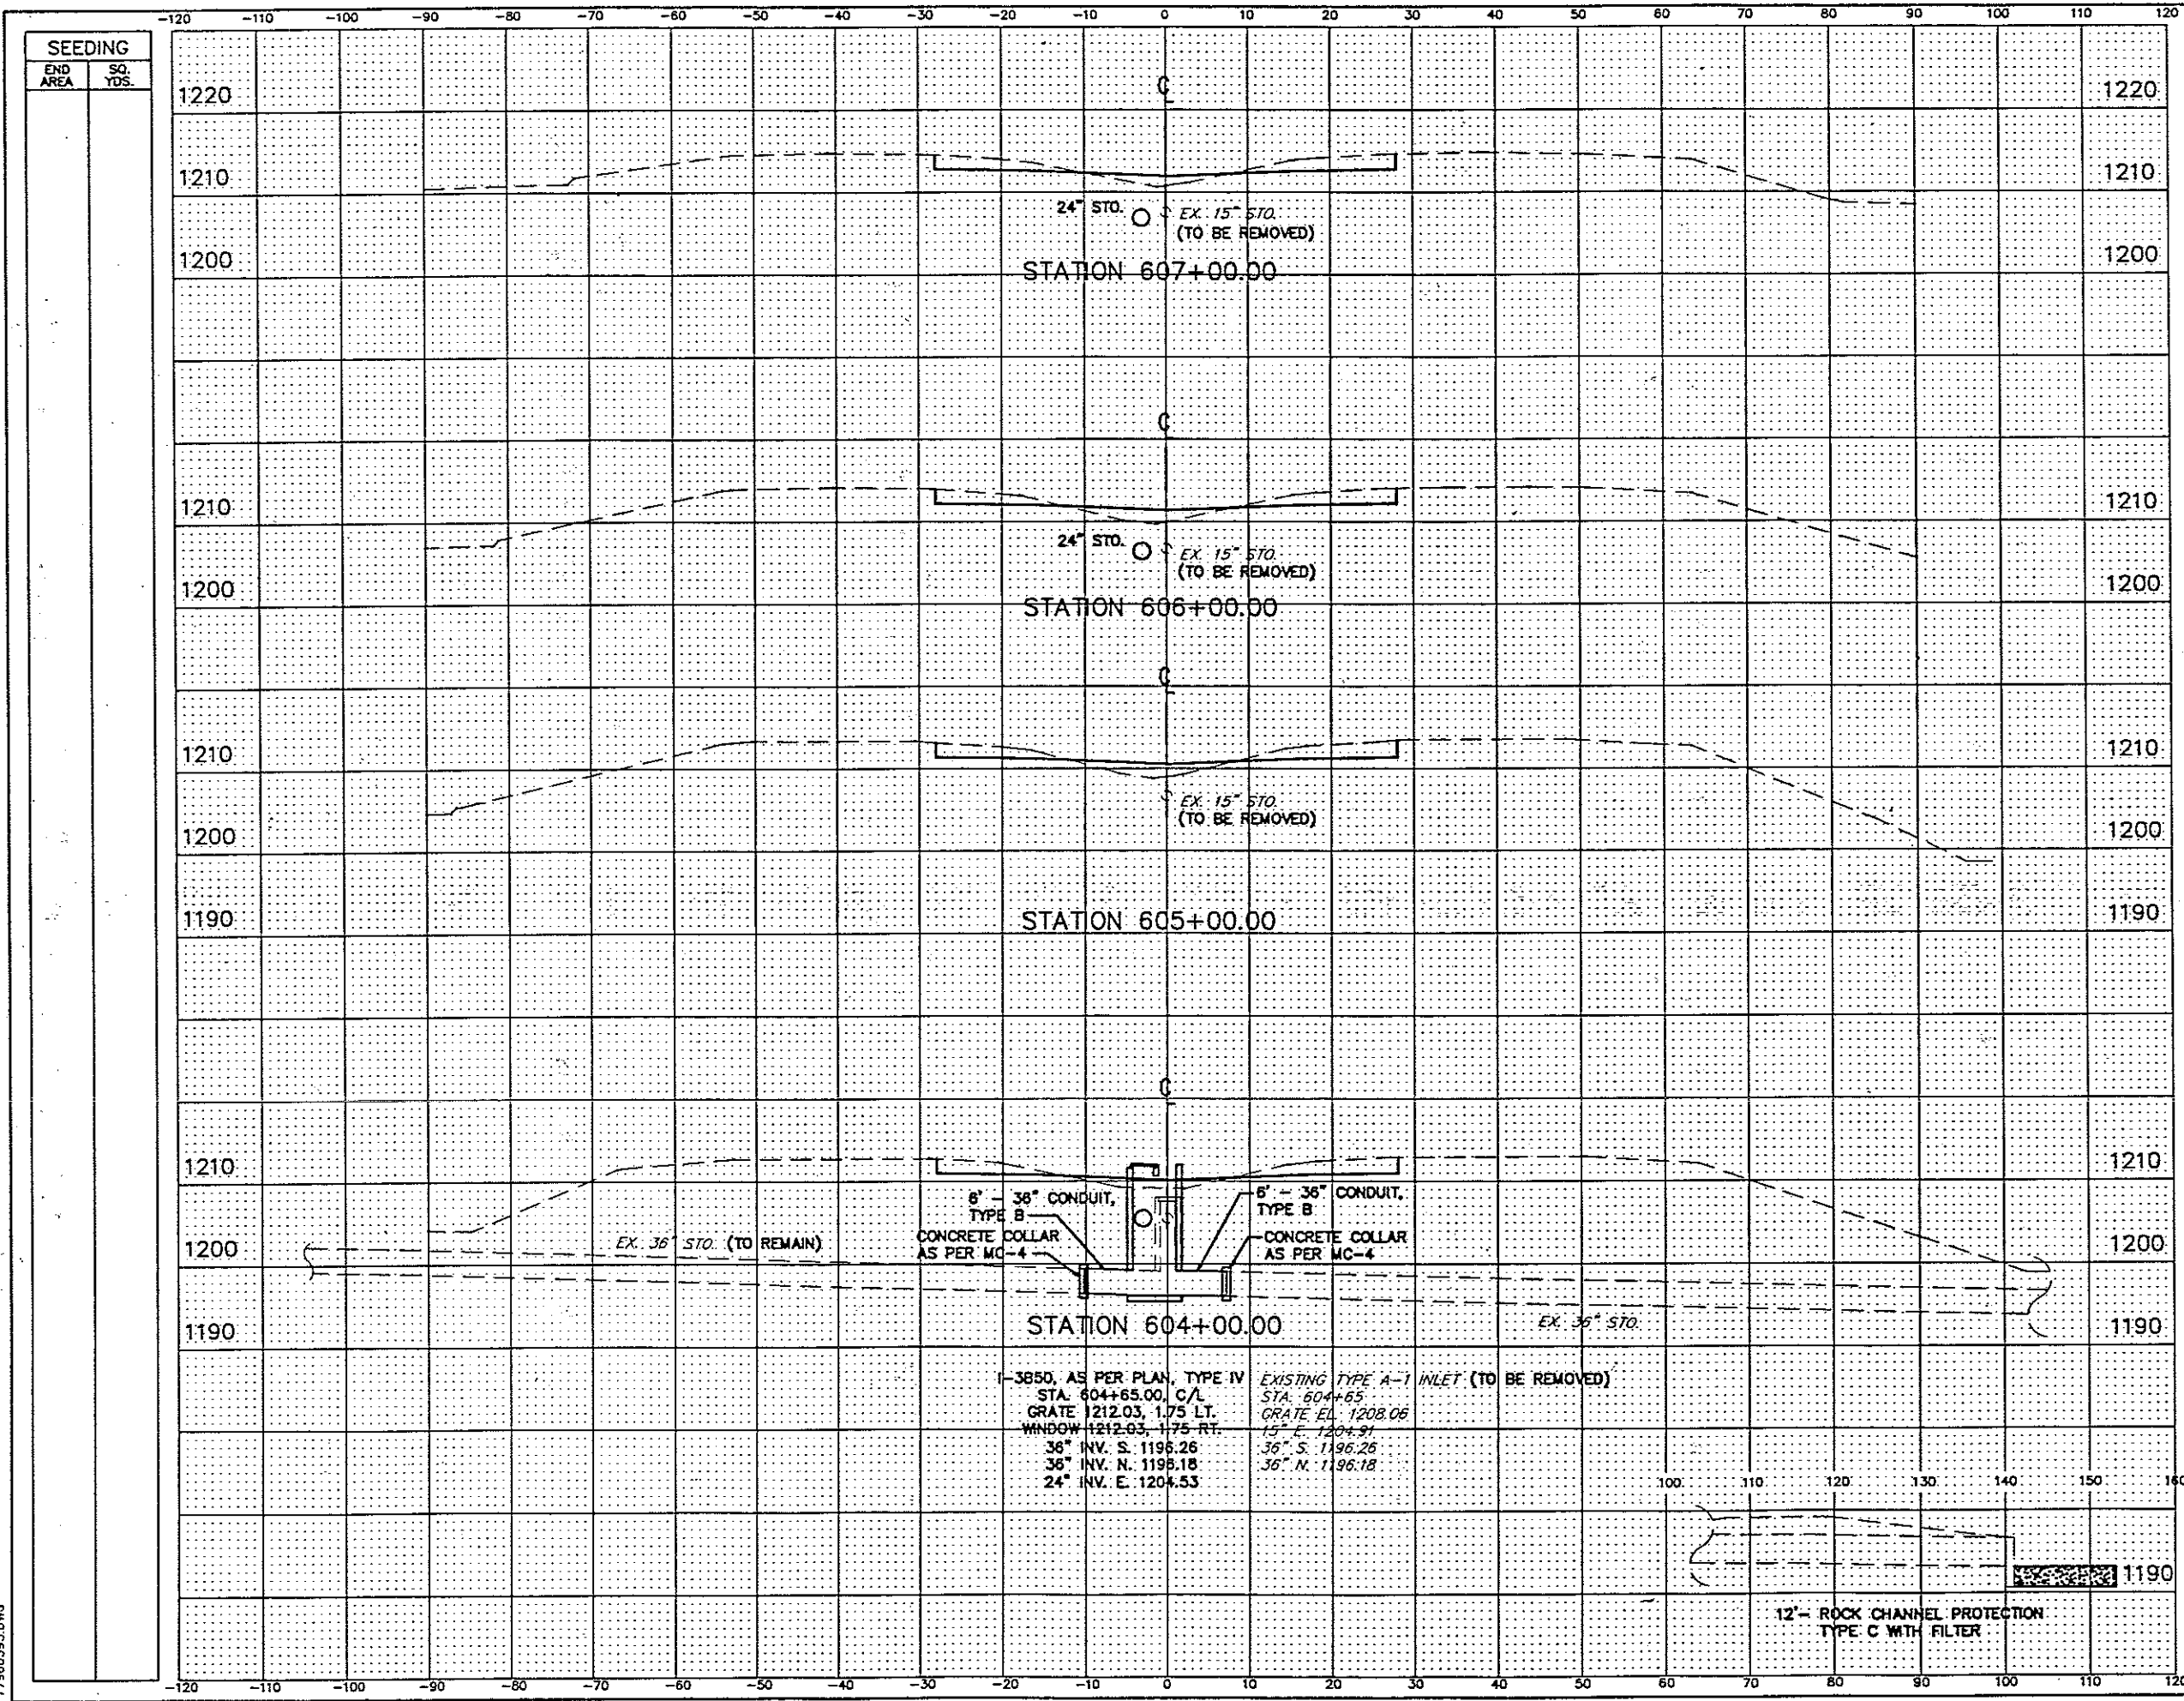 -120 -110 -100 -90 -80 -70 -60 -50 -40 -30 -20 -10 0 10 20 30 40 50 60 70 80 90 100 110 120
SEEDING
END AREA
SQ. YDS.
1220 1220
1210 1210
24" STO.
EX. 15" STO.
(TO BE REMOVED)
1200 1200
STATION 607+00.00
1210 1210
24" STO.
EX. 15" STO.
(TO BE REMOVED)
1200 1200
STATION 606+00.00
1210 1210
EX. 15" STO.
(TO BE REMOVED)
1200 1200
1190 1190
STATION 605+00.00
1210 1210
6' - 36" CONDUIT,
TYPE B
6' - 36" CONDUIT,
TYPE B
CONCRETE COLLAR
AS PER MC-4
CONCRETE COLLAR
AS PER MC-4
EX. 36" STO. (TO REMAIN)
1200 1200
STATION 604+00.00
EX. 36" STO.
1190 1190
I-3850, AS PER PLAN, TYPE IV
STA. 604+65.00, C/L
GRATE 1212.03, 1.75 LT.
WINDOW 1212.03, 1.75 RT.
36" INV. S. 1196.26
36" INV. N. 1196.18
24" INV. E. 1204.53
EXISTING TYPE A-1 INLET (TO BE REMOVED)
STA. 604+65
GRATE EL. 1208.06
15" E. 1204.91
36" S. 1196.26
36" N. 1196.18
100 110 120 130 140 150 160
1190
12'- ROCK CHANNEL PROTECTION
TYPE C WITH FILTER
-120 -110 -100 -90 -80 -70 -60 -50 -40 -30 -20 -10 0 10 20 30 40 50 60 70 80 90 100 110 120